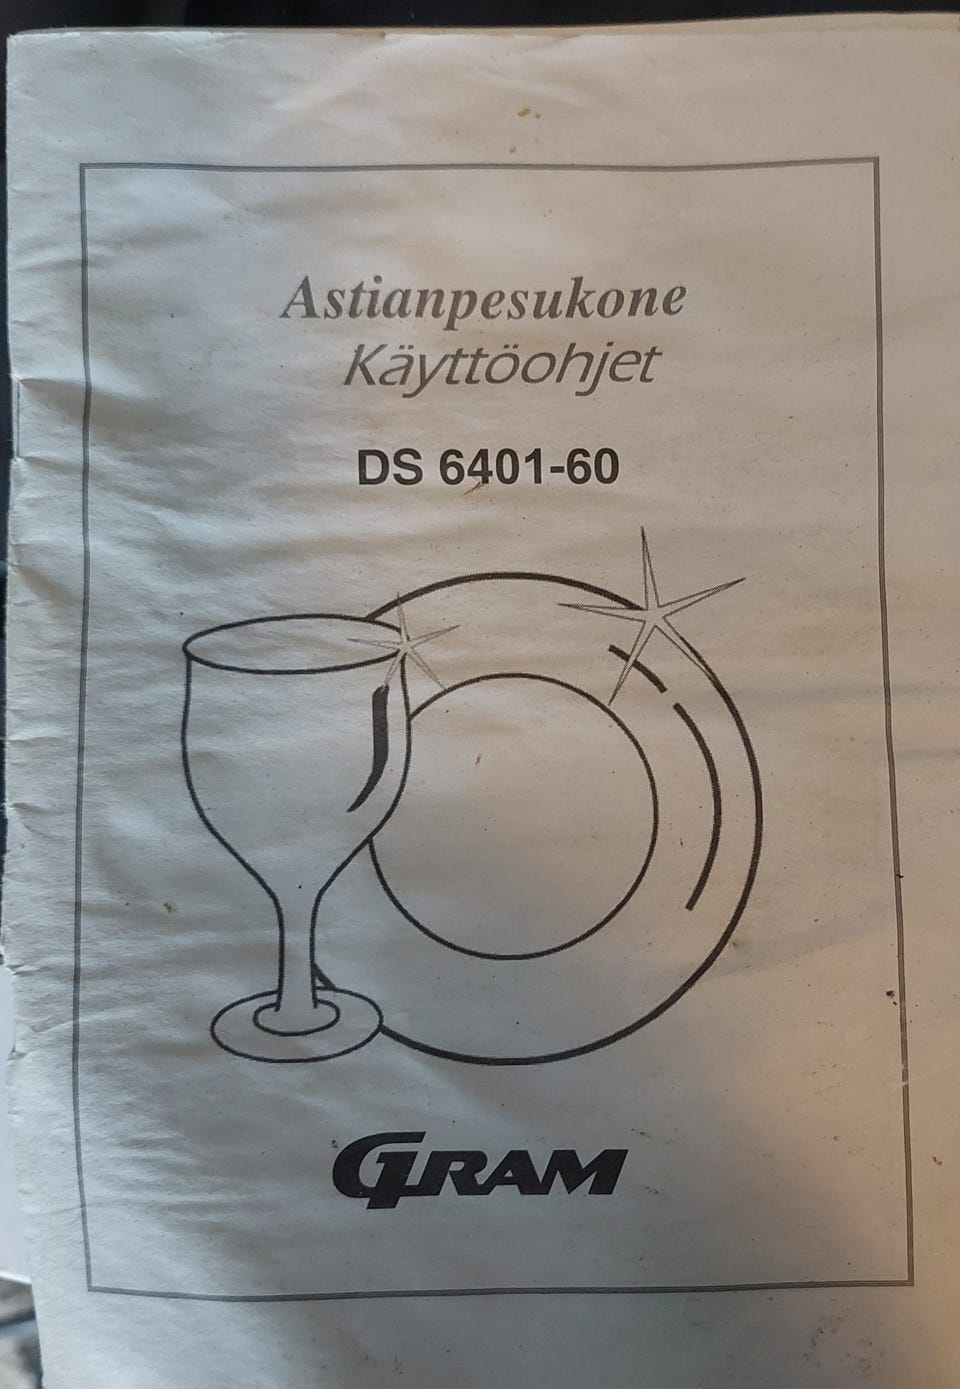 Astianpesukone
Käyttöohjet
DS 6401-60
GRAM